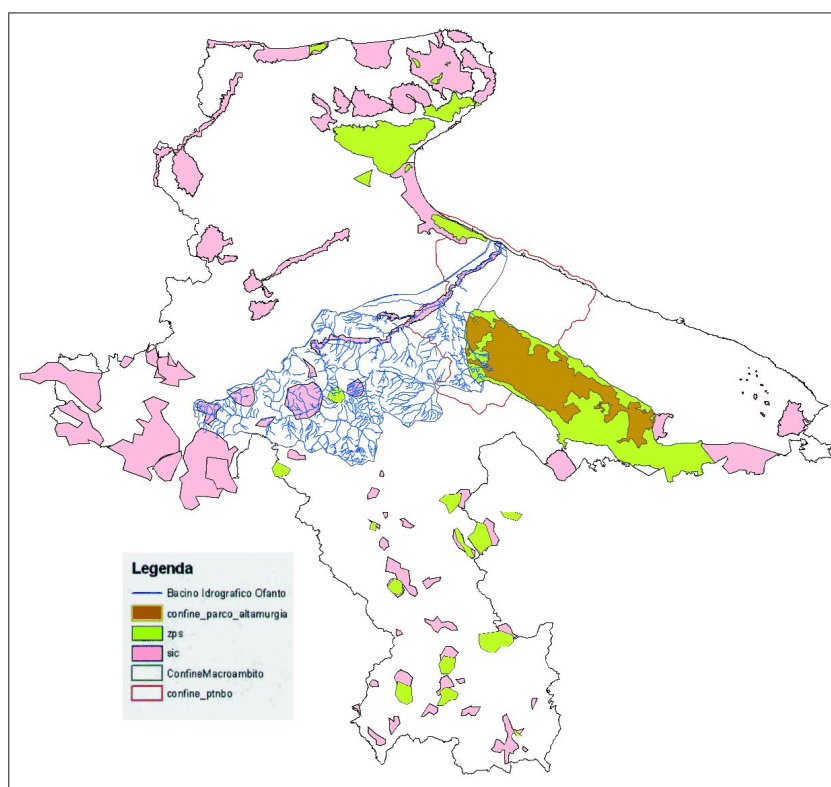 Legenda
Bacino Idrografico Ofanto
confine_parco_altamurgia
zps
sic
ConfineMacroambito
confine_ptnbo